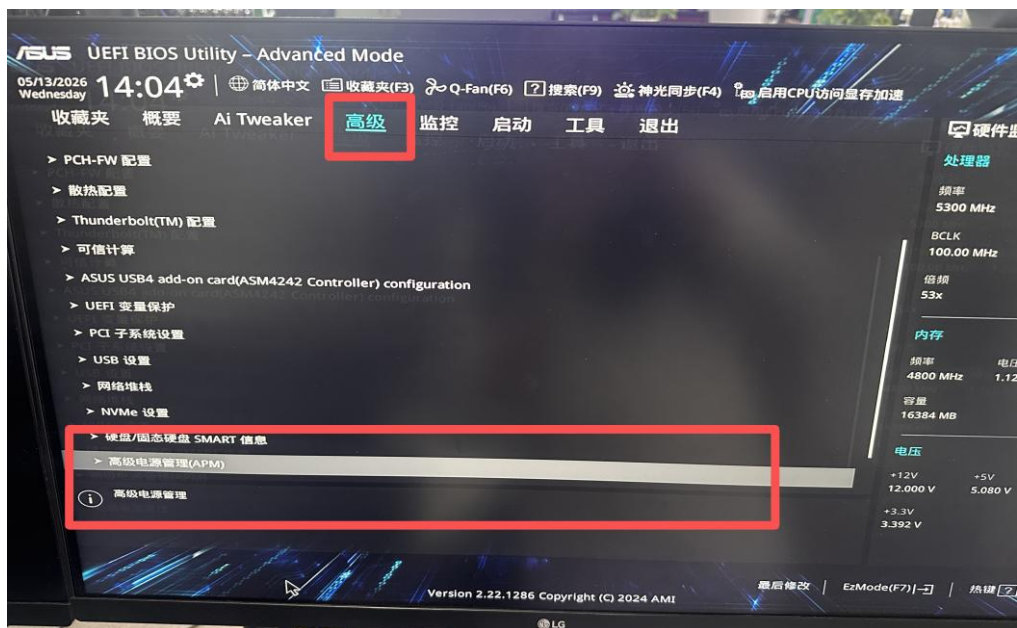 ASUS UEFI BIOS Utility – Advanced Mode
05/13/2026
Wednesday
14:04
简体中文 收藏夹(F3) Q-Fan(F6) ? 搜索(F9) 神光同步(F4) 启用CPU访问显存加速
收藏夹 概要 Ai Tweaker 高级 监控 启动 工具 退出
硬件监
> PCH-FW 配置
> 散热配置
> Thunderbolt(TM) 配置
> 可信计算
> ASUS USB4 add-on card(ASM4242 Controller) configuration
> UEFI 变量保护
> PCI 子系统设置
> USB 设置
> 网络堆栈
> NVMe 设置
> 硬盘/固态硬盘 SMART 信息
> 高级电源管理(APM)
i 高级电源管理
处理器
频率
5300 MHz
BCLK
100.00 MHz
倍频
53x
内存
频率 电压
4800 MHz 1.12
容量
16384 MB
电压
+12V +5V
12.000 V 5.080 V
+3.3V
3.392 V
最后修改 EzMode(F7) 热键 ?
Version 2.22.1286 Copyright (C) 2024 AMI
LG